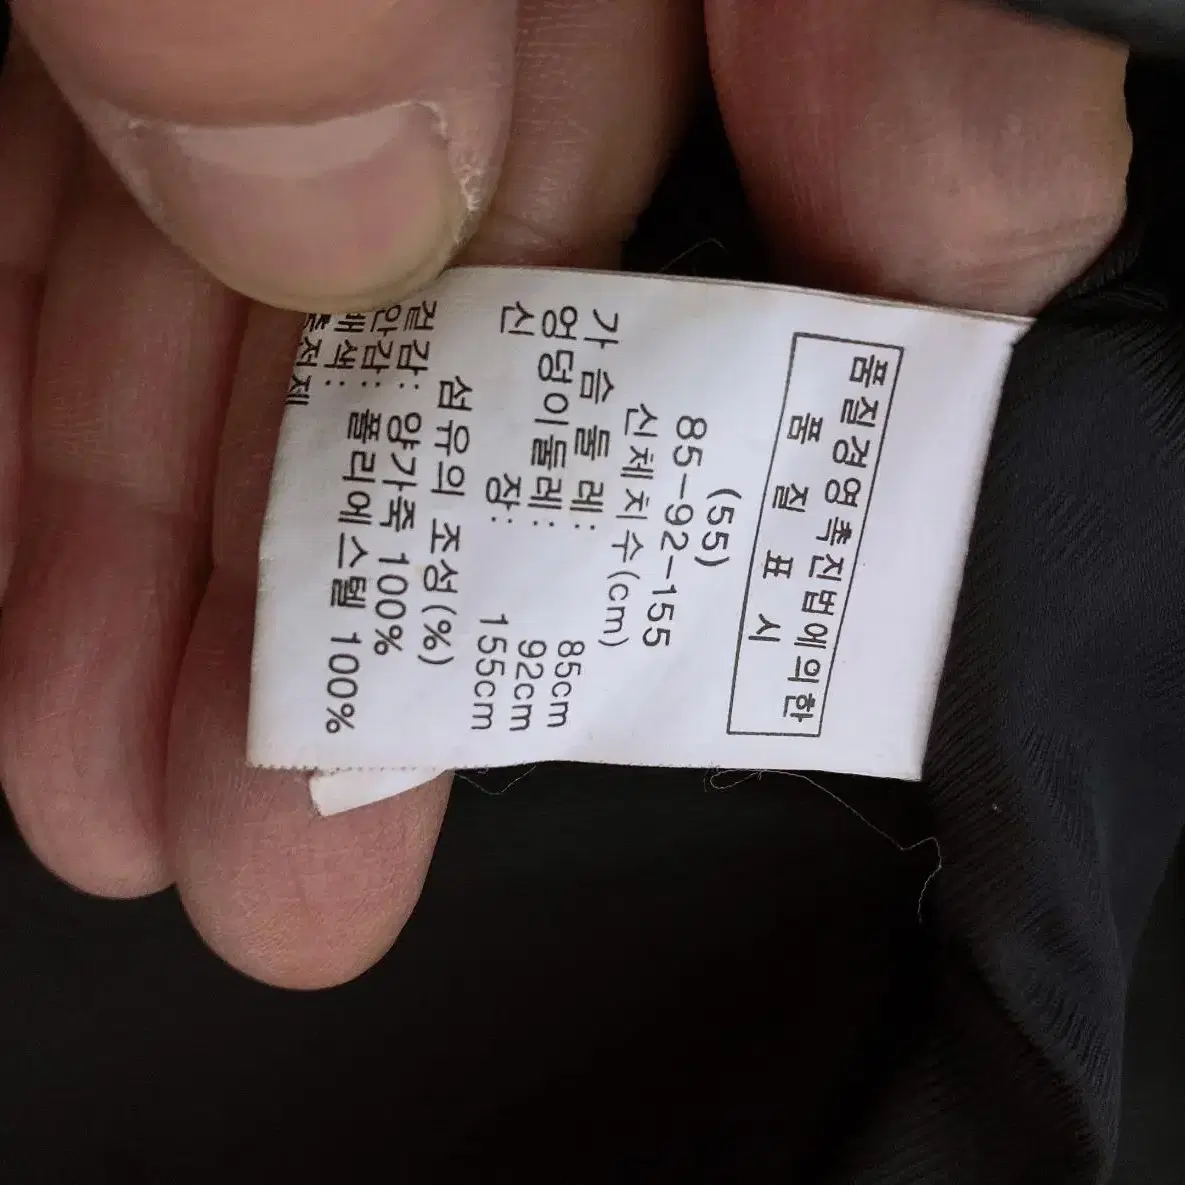 품질경영촉진법에의한
품 질 표 시
(55)
85-92-155
신체치수(cm)
가 슴 둘 레: 85cm
엉덩이둘레: 92cm
신 장: 155cm
섬유의 조성(%)
겉감: 양가죽 100%
안감: 폴리에스텔 100%
배색: